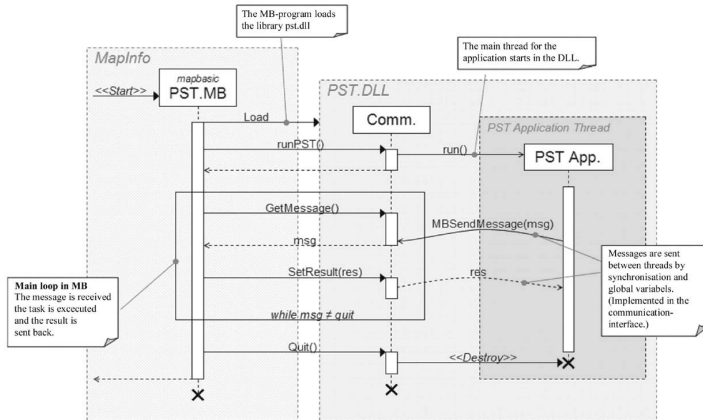 The MB-program loads
the library pst.dll
The main thread for the
application starts in the DLL.
MapInfo
<<Start>>
mapbasic
PST.MB
PST.DLL
Load
Comm.
PST Application Thread
runPST()
run()
PST App.
GetMessage()
MBSendMessage(msg)
msg
Main loop in MB
The message is received
the task is excecuted
and the result is
sent back.
SetResult(res)
res
Messages are sent
between threads by
synchronisation and
global variabels.
(Implemented in the
communication-
interface.)
while msg ≠ quit
Quit()
<<Destroy>>